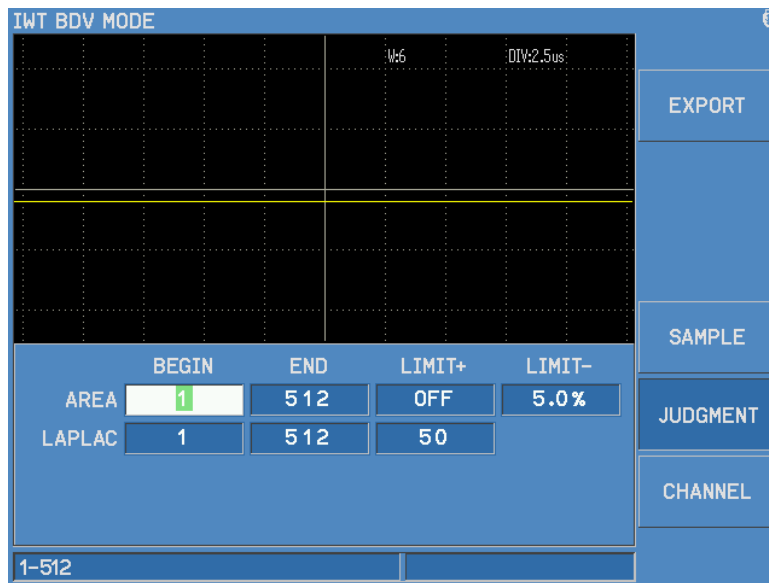 IWT BDV MODE
W:6 DIV:2.5us
EXPORT
SAMPLE
JUDGMENT
CHANNEL
BEGIN END LIMIT+ LIMIT-
AREA 1 512 OFF 5.0%
LAPLAC 1 512 50
1-512